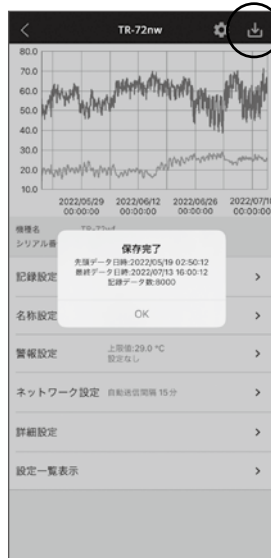 TR-72nw
80.0
70.0
60.0
50.0
40.0
30.0
20.0
10.0
2022/05/29 2022/06/12 2022/06/26 2022/07/10
00:00:00 00:00:00 00:00:00 00:00:00
機種名
シリアル番
保存完了
先頭データ日時:2022/05/19 02:50:12
最終データ日時:2022/07/13 16:00:12
記録データ数:8000
OK
記録設定
名称設定
警報設定 上限値:29.0 °C
設定なし
ネットワーク設定 自動送信間隔 15分
詳細設定
設定一覧表示